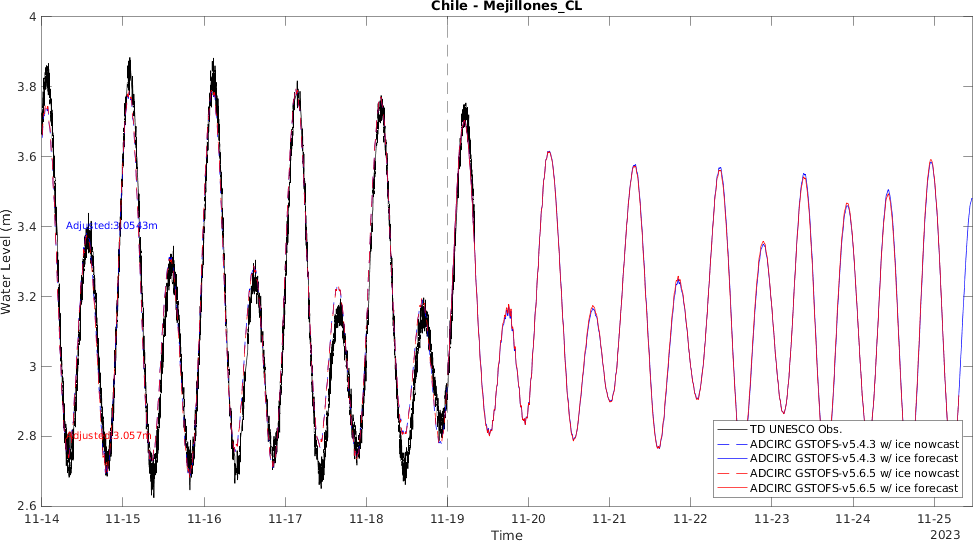 Chile - Mejillones_CL
4
3.8
3.6
3.4
3.2
3
2.8
2.6
Water Level (m)
Adjusted:3.0543m
Adjusted:3.057m
TD UNESCO Obs.
ADCIRC GSTOFS-v5.4.3 w/ ice nowcast
ADCIRC GSTOFS-v5.4.3 w/ ice forecast
ADCIRC GSTOFS-v5.6.5 w/ ice nowcast
ADCIRC GSTOFS-v5.6.5 w/ ice forecast
11-14 11-15 11-16 11-17 11-18 11-19 11-20 11-21 11-22 11-23 11-24 11-25
Time
2023